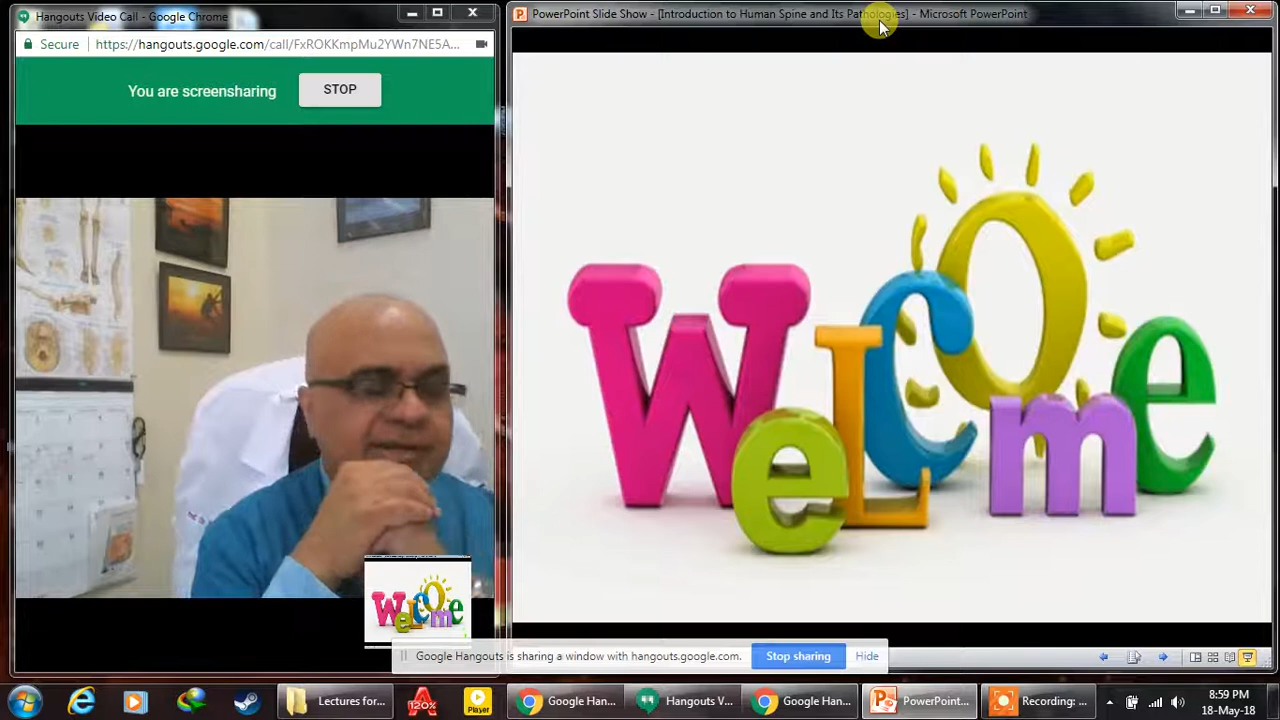 Hangouts Video Call - Google Chrome
Secure
https://hangouts.google.com/call/FxROKKmpMu2YWn7NE5A...
You are screensharing
STOP
PowerPoint Slide Show - [Introduction to Human Spine and Its Pathologies] - Microsoft PowerPoint
WeLCOme
WeLCOme
Google Hangouts is sharing a window with hangouts.google.com.
Stop sharing
Hide
Lectures for...
120%
Player
Google Han...
Hangouts V...
Google Han...
PowerPoint...
Recording: ...
8:59 PM
18-May-18